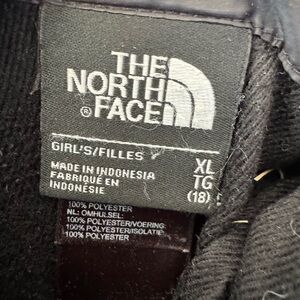 THE
NORTH
FACE
®
GIRL'S/FILLES
MADE IN INDONESIA
FABRIQUÉ EN
INDONÉSIE
XL
TG
(18)
100% POLYESTER
NL: OMHULSEL:
100% POLYESTER/VOERING:
100% POLYESTER/ISOLATIE:
100% POLYESTER